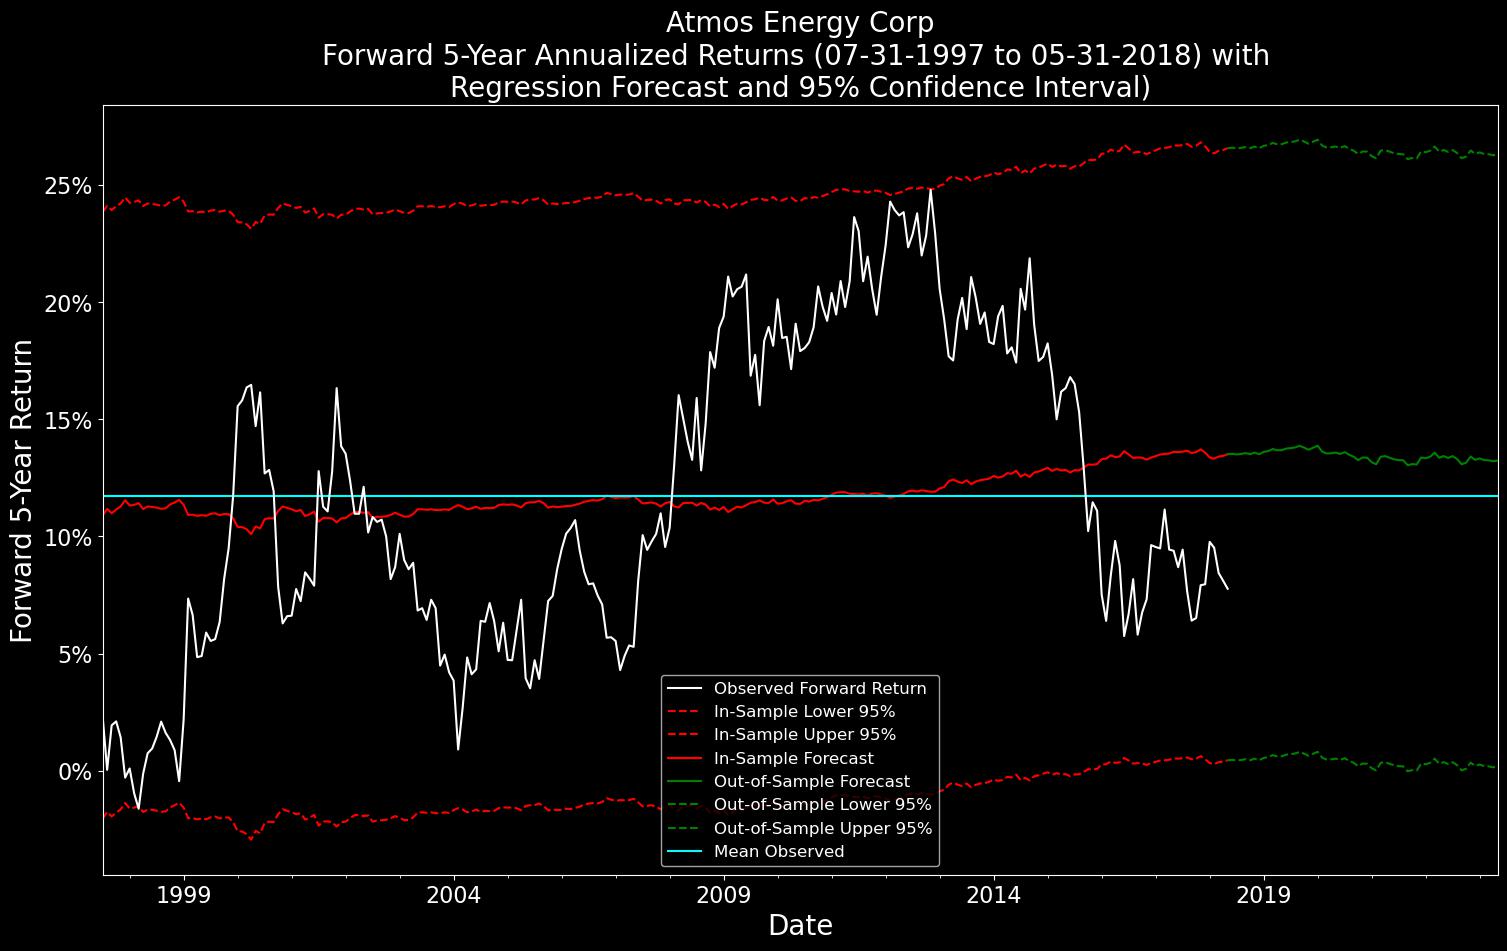 Atmos Energy Corp
Forward 5-Year Annualized Returns (07-31-1997 to 05-31-2018) with
Regression Forecast and 95% Confidence Interval)
Forward 5-Year Return
25%
20%
15%
10%
5%
0%
Observed Forward Return
In-Sample Lower 95%
In-Sample Upper 95%
In-Sample Forecast
Out-of-Sample Forecast
Out-of-Sample Lower 95%
Out-of-Sample Upper 95%
Mean Observed
1999 2004 2009 2014 2019
Date